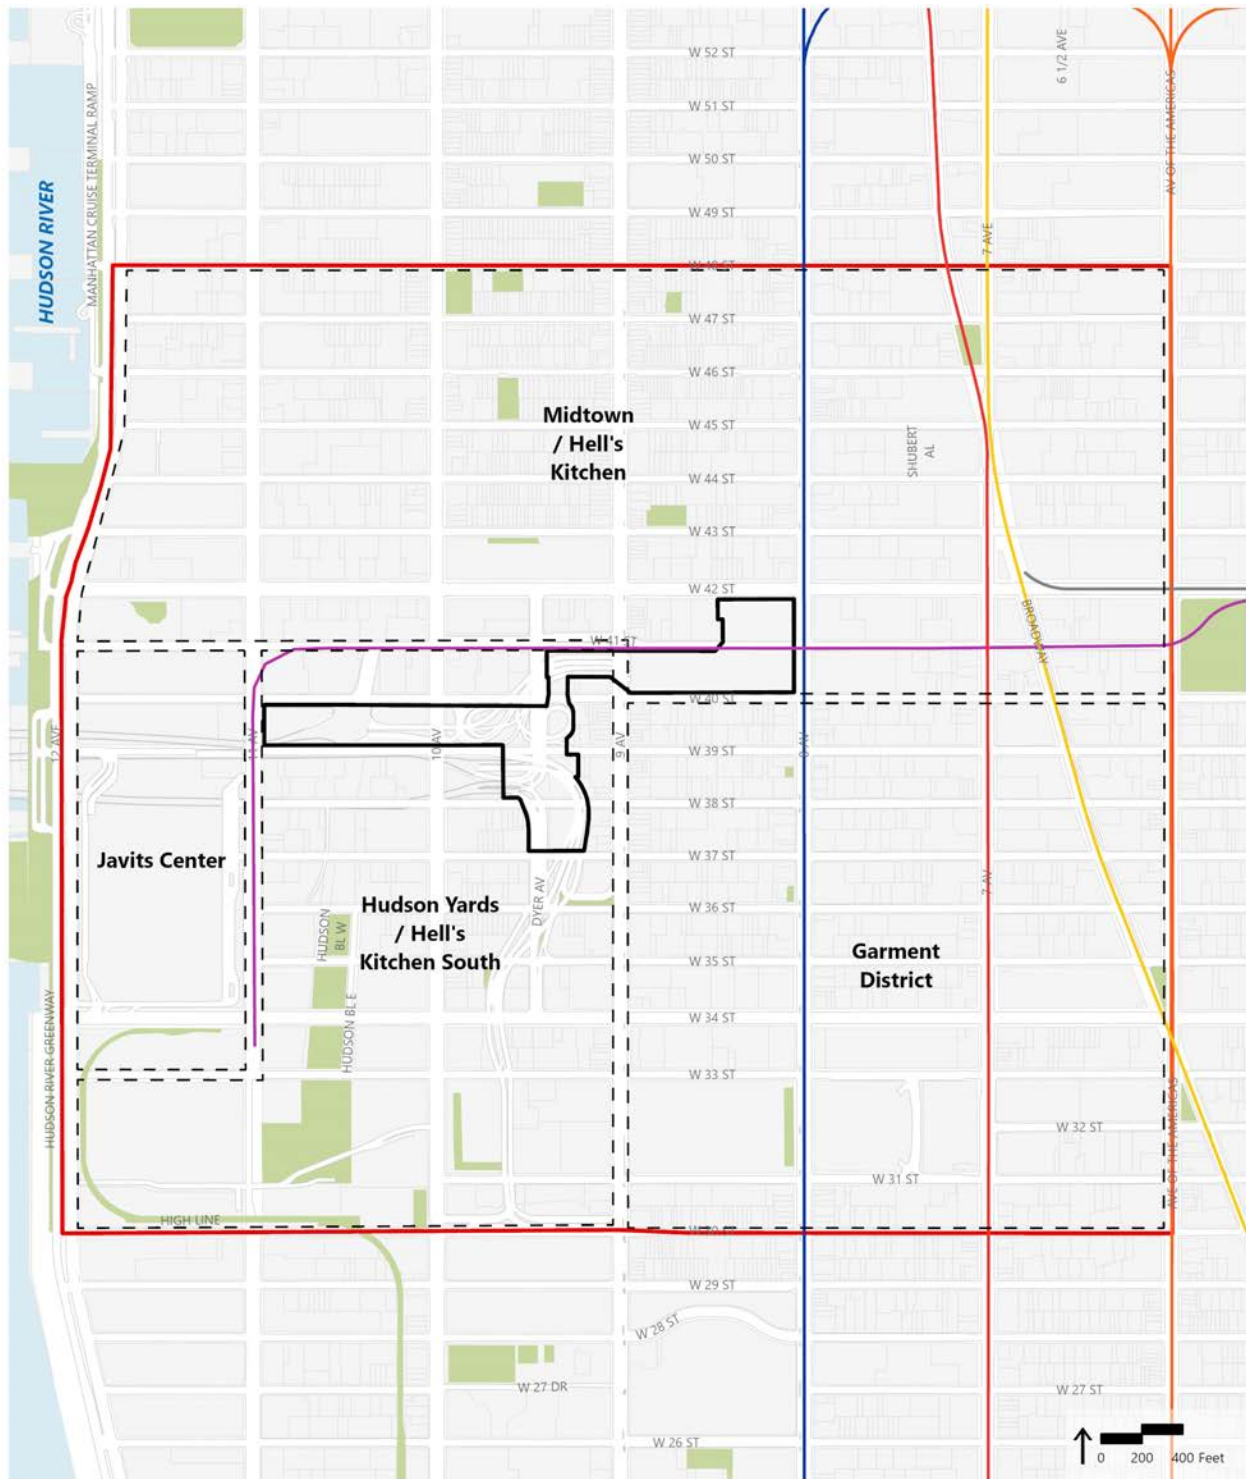 W 52 ST
6 1/2 AVE
MANHATTAN CRUISE TERMINAL RAMP
AV OF THE AMERICAS
W 51 ST
W 50 ST
HUDSON RIVER
W 49 ST
7 AVE
W 48 ST
W 47 ST
W 46 ST
Midtown
/ Hell's
Kitchen
W 45 ST
SHUBERT
AL
W 44 ST
W 43 ST
W 42 ST
BROADWAY
W 41 ST
W 40 ST
12 AVE
10 AV
9 AV
W 39 ST
W 38 ST
Javits Center
W 37 ST
7 AV
DYER AV
Hudson Yards
/ Hell's
Kitchen South
W 36 ST
HUDSON
BL W
Garment
District
W 35 ST
W 34 ST
HUDSON BL E
HUDSON RIVER GREENWAY
W 33 ST
W 32 ST
AVE OF THE AMERICAS
W 31 ST
HIGH LINE
W 30 ST
W 29 ST
W 28 ST
W 27 DR
W 27 ST
W 26 ST
0 200 400 Feet